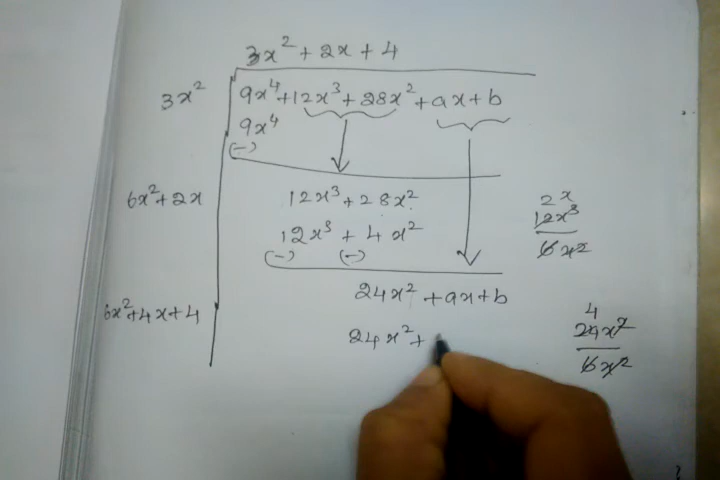 3x² + 2x + 4
3x² 9x⁴ + 12x³ + 28x² + ax + b
9x⁴
(-)
6x² + 2x 12x³ + 28x²
12x³ + 4x²
(-) (-)
2x
12x³
6x²
24x² + ax + b
6x² + 4x + 4
24x² +
4
24x²
6x²